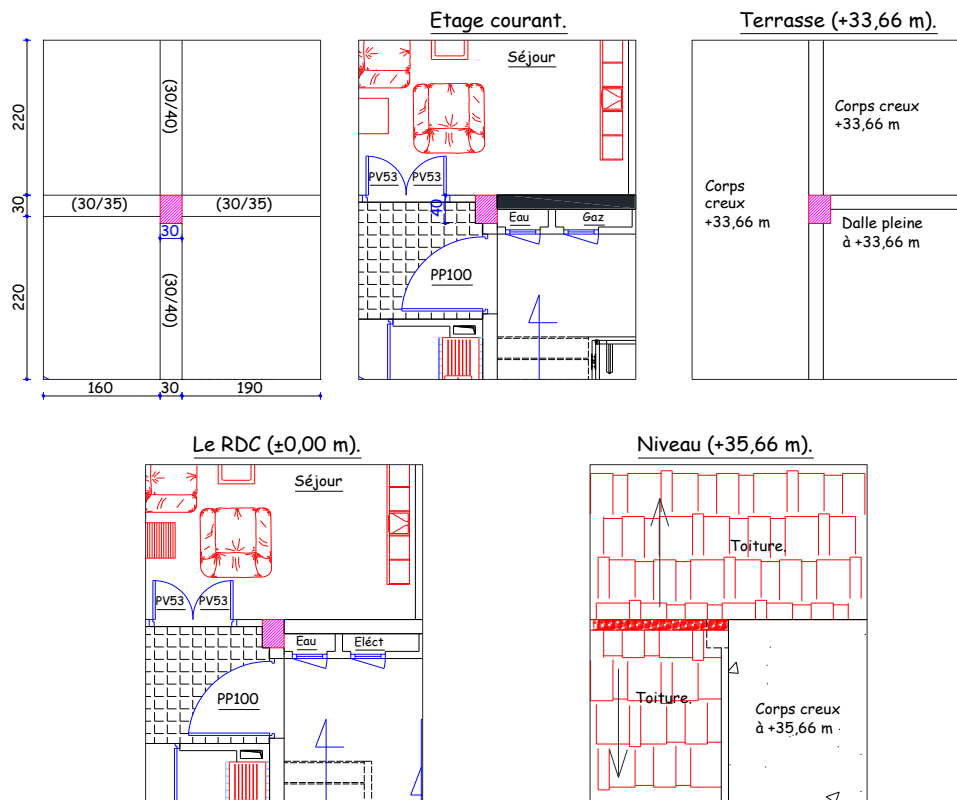 Etage courant.
Terrasse (+33,66 m).
220
30
220
(30/40)
(30/35)
(30/35)
30
(30/40)
160
30
190
Séjour
PV53
PV53
40
Eau
Gaz
PP100
Corps creux
+33,66 m
Corps
creux
+33,66 m
Dalle pleine
à +33,66 m
Le RDC (±0,00 m).
Niveau (+35,66 m).
Séjour
PV53
PV53
Eau
Eléct
PP100
Toiture.
Toiture.
Corps creux
à +35,66 m